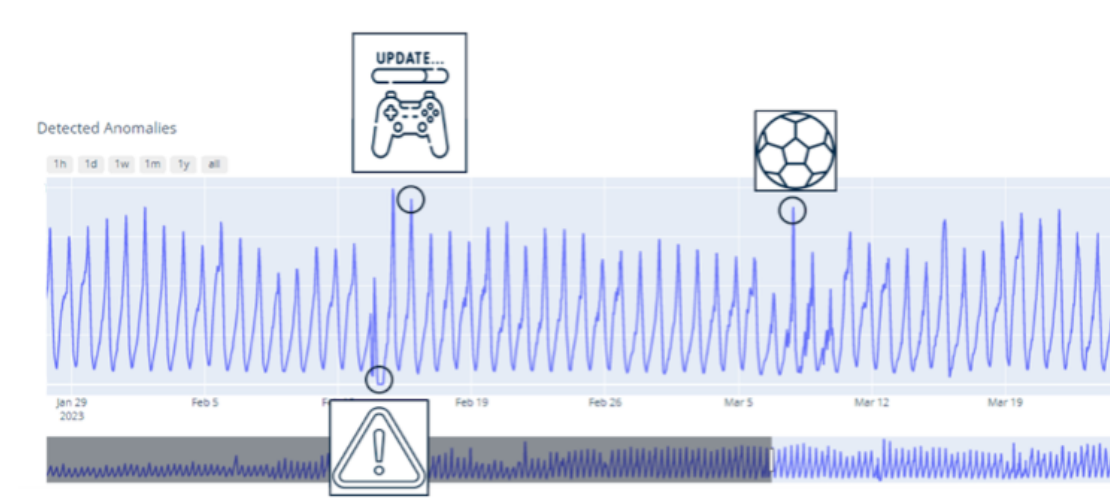 UPDATE...
Detected Anomalies
1h 1d 1w 1m 1y all
Jan 29 Feb 5 Feb 19 Feb 26 Mar 5 Mar 12 Mar 19
2023